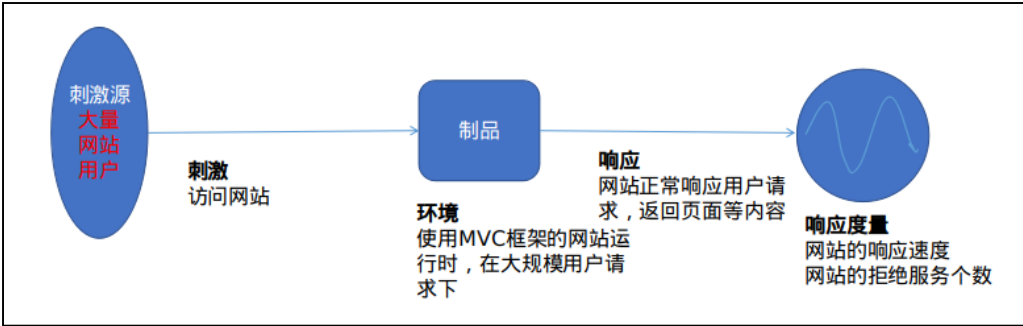 刺激源
大量
网站
用户
刺激
访问网站
制品
环境
使用MVC框架的网站运
行时，在大规模用户请
求下
响应
网站正常响应用户请
求，返回页面等内容
响应度量
网站的响应速度
网站的拒绝服务个数